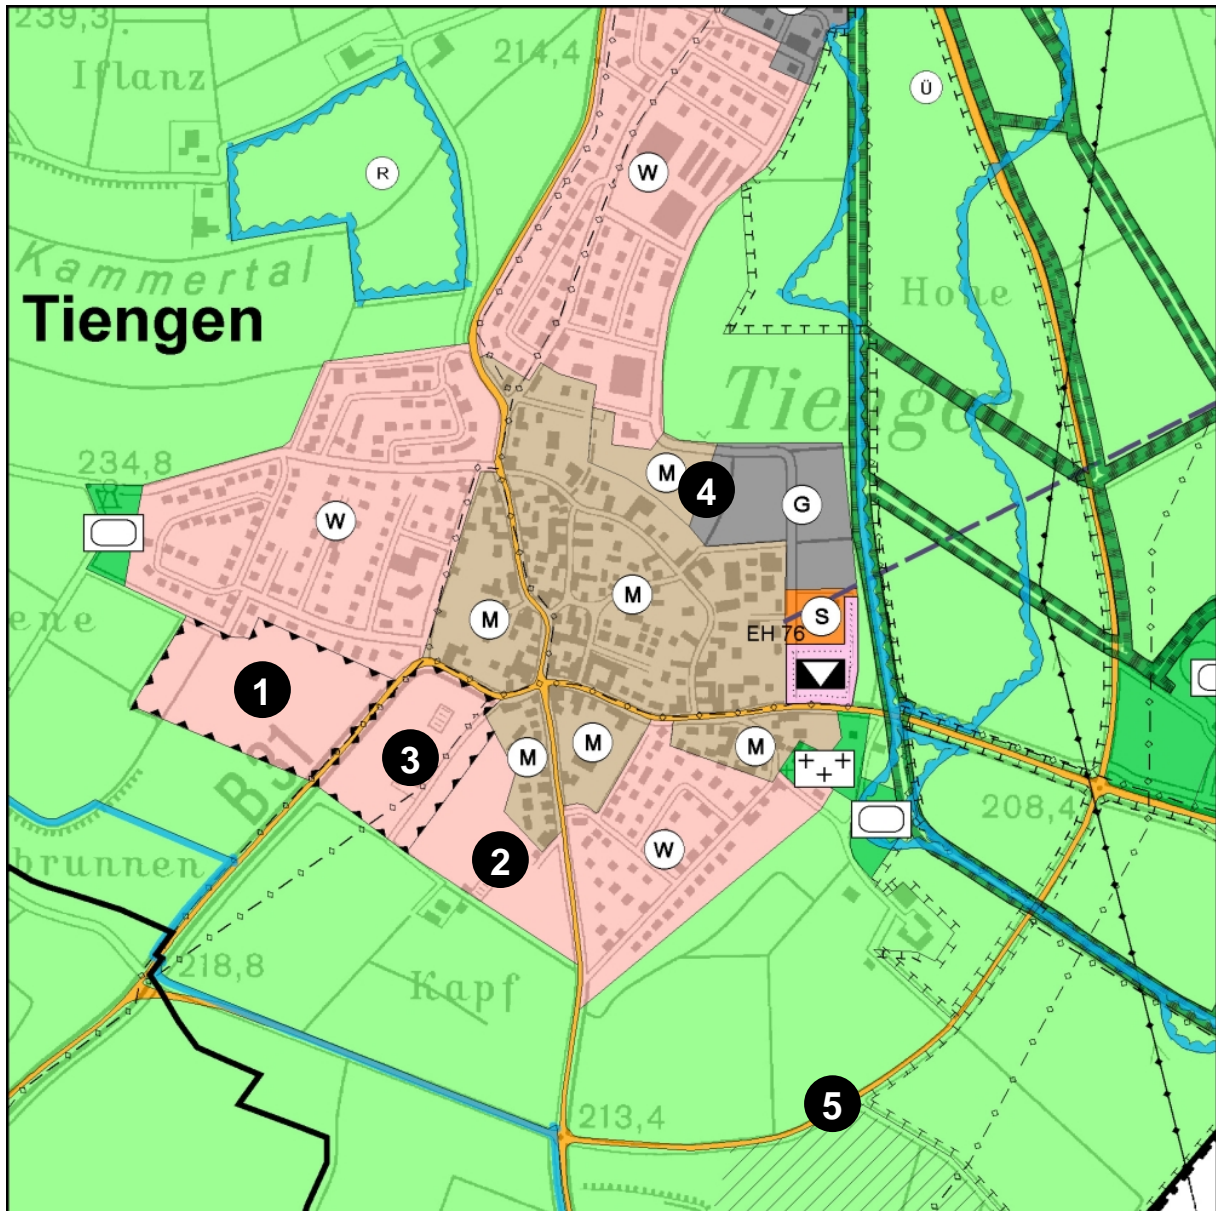 239,3
Iflanz
214,4
Ü
R
W
Kammertal
Hohe
Tiengen
Tiengen
234,8
M
4
G
W
ene
M
M
S
EH 76
1
3
M
M
M
B31
2
W
208,4
brunnen
218,8
Kapf
5
213,4